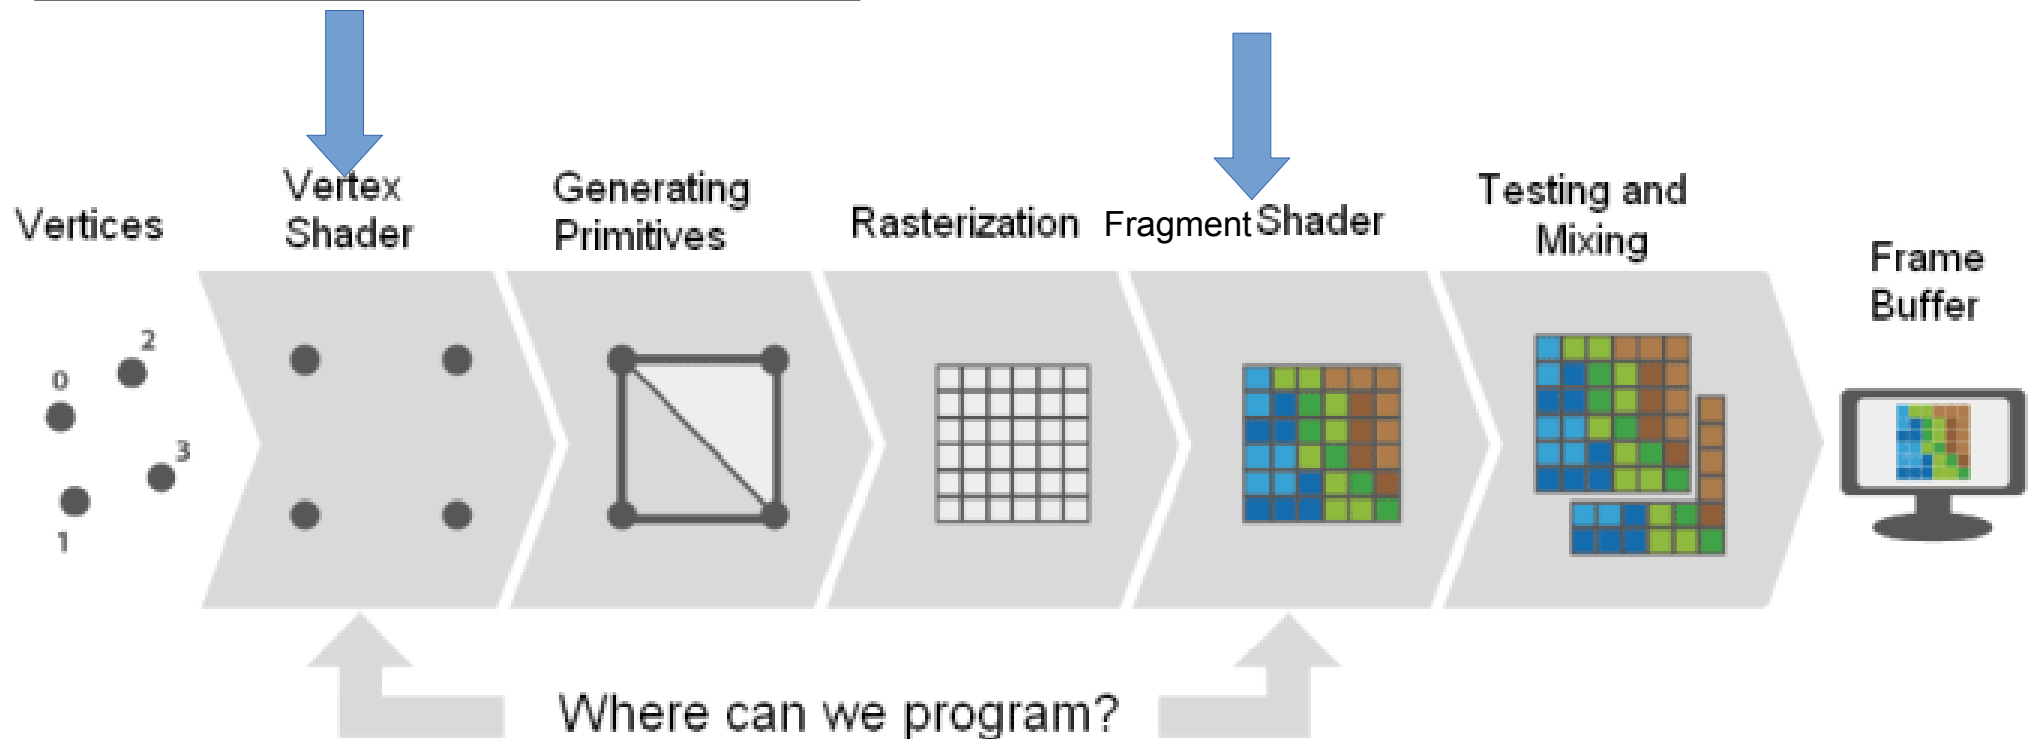 Vertices
Vertex
Shader
Generating
Primitives
Rasterization
Fragment Shader
Testing and
Mixing
Frame
Buffer
0
2
1
3
Where can we program?